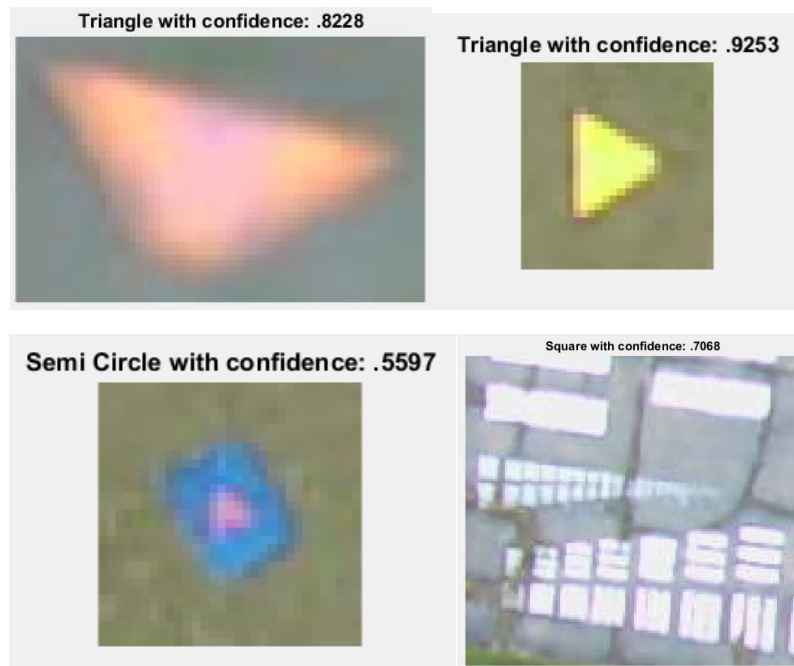 Triangle with confidence: .8228
Triangle with confidence: .9253
Semi Circle with confidence: .5597
Square with confidence: .7068